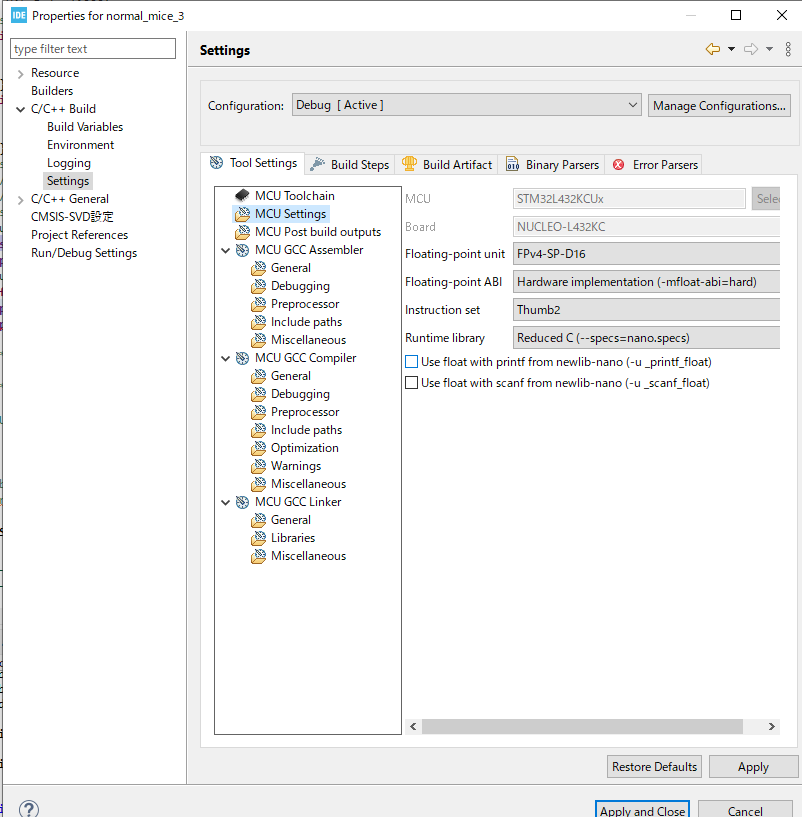 IDE Properties for normal_mice_3
type filter text
Resource
Builders
C/C++ Build
Build Variables
Environment
Logging
Settings
C/C++ General
CMSIS-SVD設定
Project References
Run/Debug Settings
Settings
Configuration: Debug [ Active ] Manage Configurations...
Tool Settings Build Steps Build Artifact Binary Parsers Error Parsers
MCU Toolchain
MCU Settings
MCU Post build outputs
MCU GCC Assembler
General
Debugging
Preprocessor
Include paths
Miscellaneous
MCU GCC Compiler
General
Debugging
Preprocessor
Include paths
Optimization
Warnings
Miscellaneous
MCU GCC Linker
General
Libraries
Miscellaneous
MCU STM32L432KCUx Sele
Board NUCLEO-L432KC
Floating-point unit FPv4-SP-D16
Floating-point ABI Hardware implementation (-mfloat-abi=hard)
Instruction set Thumb2
Runtime library Reduced C (--specs=nano.specs)
Use float with printf from newlib-nano (-u _printf_float)
Use float with scanf from newlib-nano (-u _scanf_float)
Restore Defaults Apply
? Apply and Close Cancel